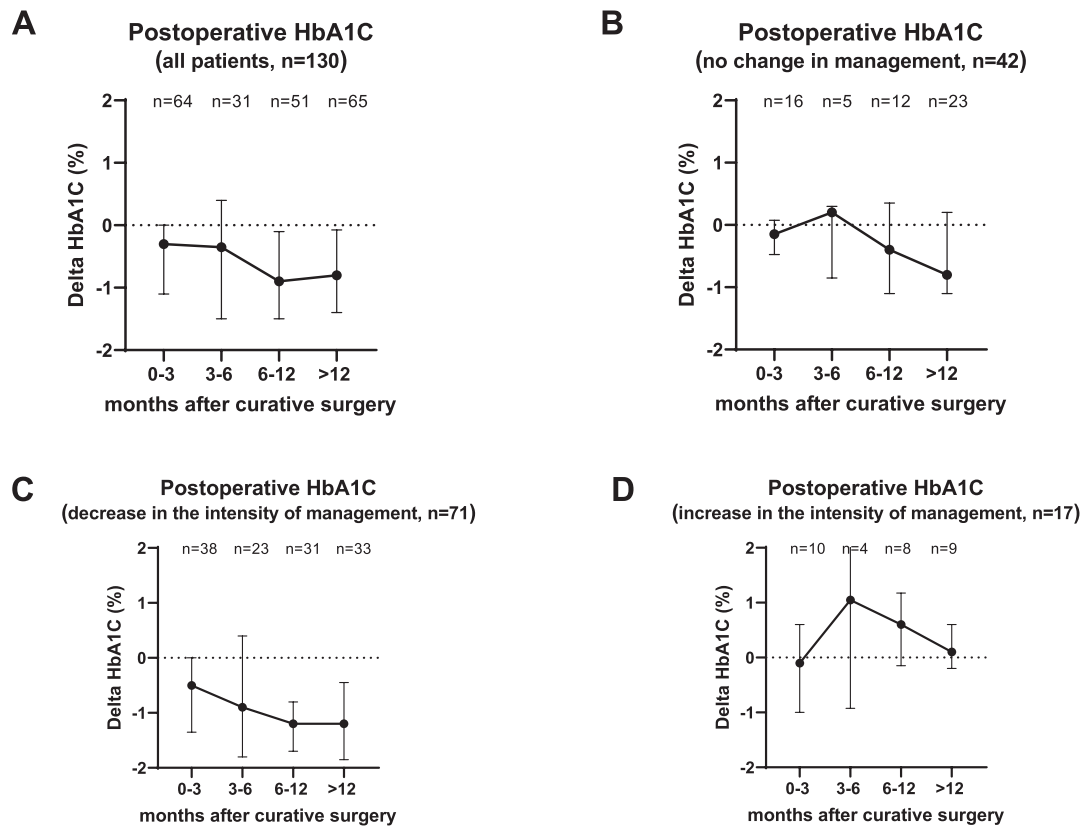 A
Postoperative HbA1C
(all patients, n=130)
n=64 n=31 n=51 n=65
2
1
0
-1
-2
Delta HbA1C (%)
0-3 3-6 6-12 >12
months after curative surgery
B
Postoperative HbA1C
(no change in management, n=42)
n=16 n=5 n=12 n=23
2
1
0
-1
-2
Delta HbA1C (%)
0-3 3-6 6-12 >12
months after curative surgery
C
Postoperative HbA1C
(decrease in the intensity of management, n=71)
n=38 n=23 n=31 n=33
2
1
0
-1
-2
Delta HbA1C (%)
0-3 3-6 6-12 >12
months after curative surgery
D
Postoperative HbA1C
(increase in the intensity of management, n=17)
n=10 n=4 n=8 n=9
2
1
0
-1
-2
Delta HbA1C (%)
0-3 3-6 6-12 >12
months after curative surgery